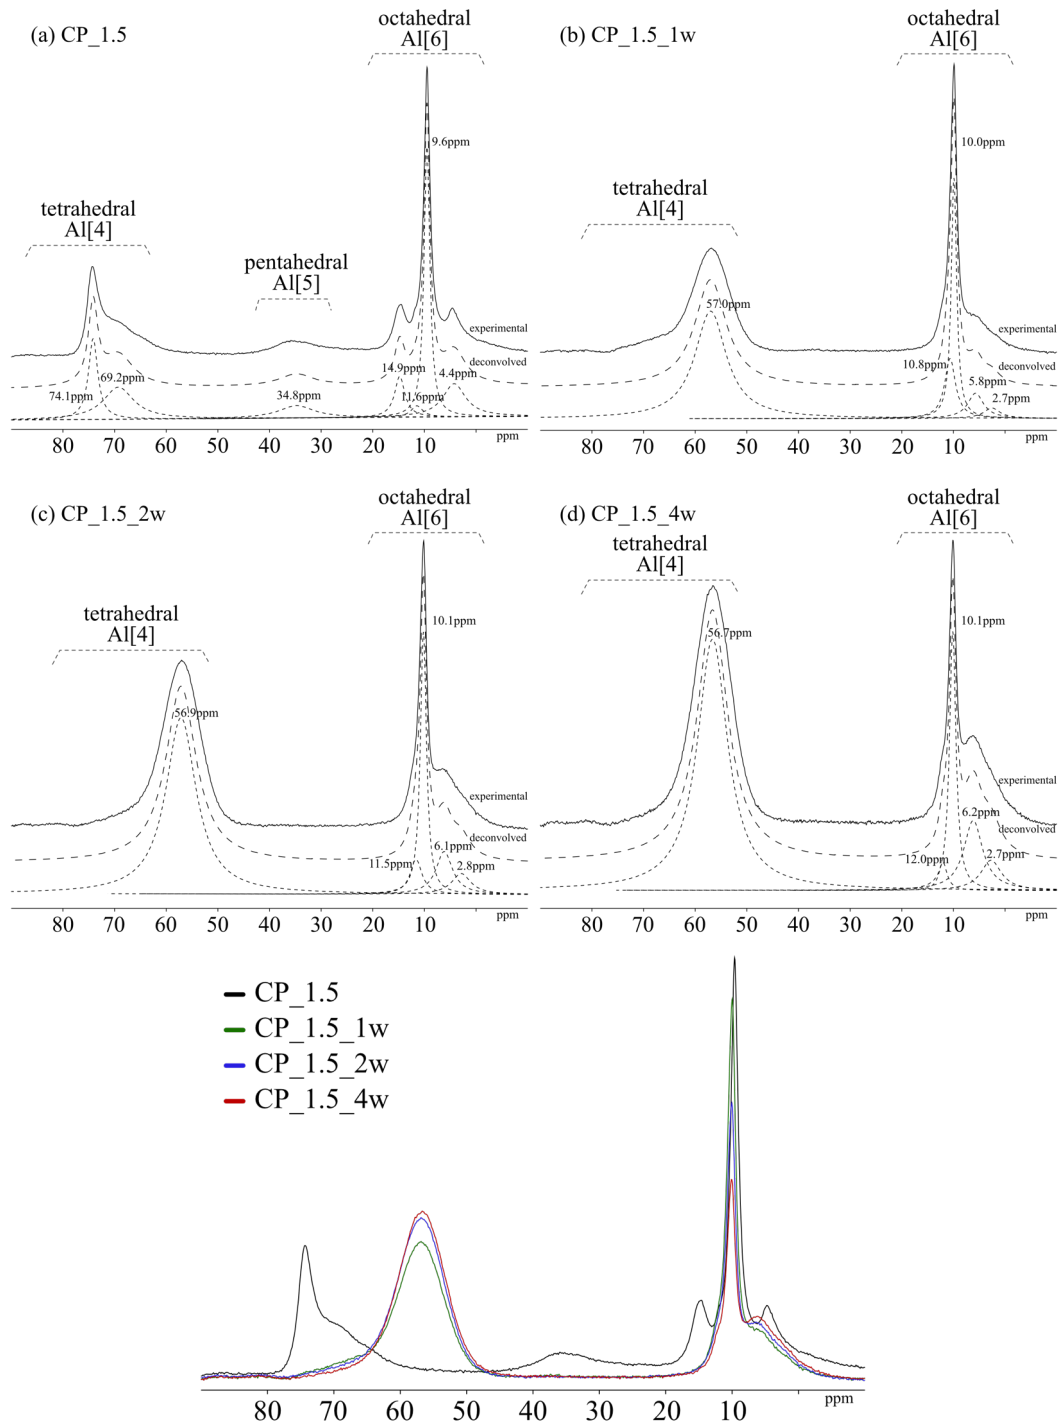 (a) CP_1.5
octahedral
Al[6]
9.6ppm
tetrahedral
Al[4]
pentahedral
Al[5]
experimental
deconvolved
14.9ppm
4.4ppm
69.2ppm
74.1ppm
34.8ppm
11.6ppm
ppm
80 70 60 50 40 30 20 10
(b) CP_1.5_1w
octahedral
Al[6]
10.0ppm
tetrahedral
Al[4]
57.0ppm
experimental
deconvolved
10.8ppm
5.8ppm
2.7ppm
ppm
80 70 60 50 40 30 20 10
(c) CP_1.5_2w
octahedral
Al[6]
10.1ppm
tetrahedral
Al[4]
56.9ppm
experimental
deconvolved
6.1ppm
11.5ppm
2.8ppm
ppm
80 70 60 50 40 30 20 10
(d) CP_1.5_4w
octahedral
Al[6]
tetrahedral
Al[4]
10.1ppm
56.7ppm
experimental
6.2ppm
deconvolved
12.0ppm
2.7ppm
ppm
80 70 60 50 40 30 20 10
CP_1.5
CP_1.5_1w
CP_1.5_2w
CP_1.5_4w
ppm
80 70 60 50 40 30 20 10